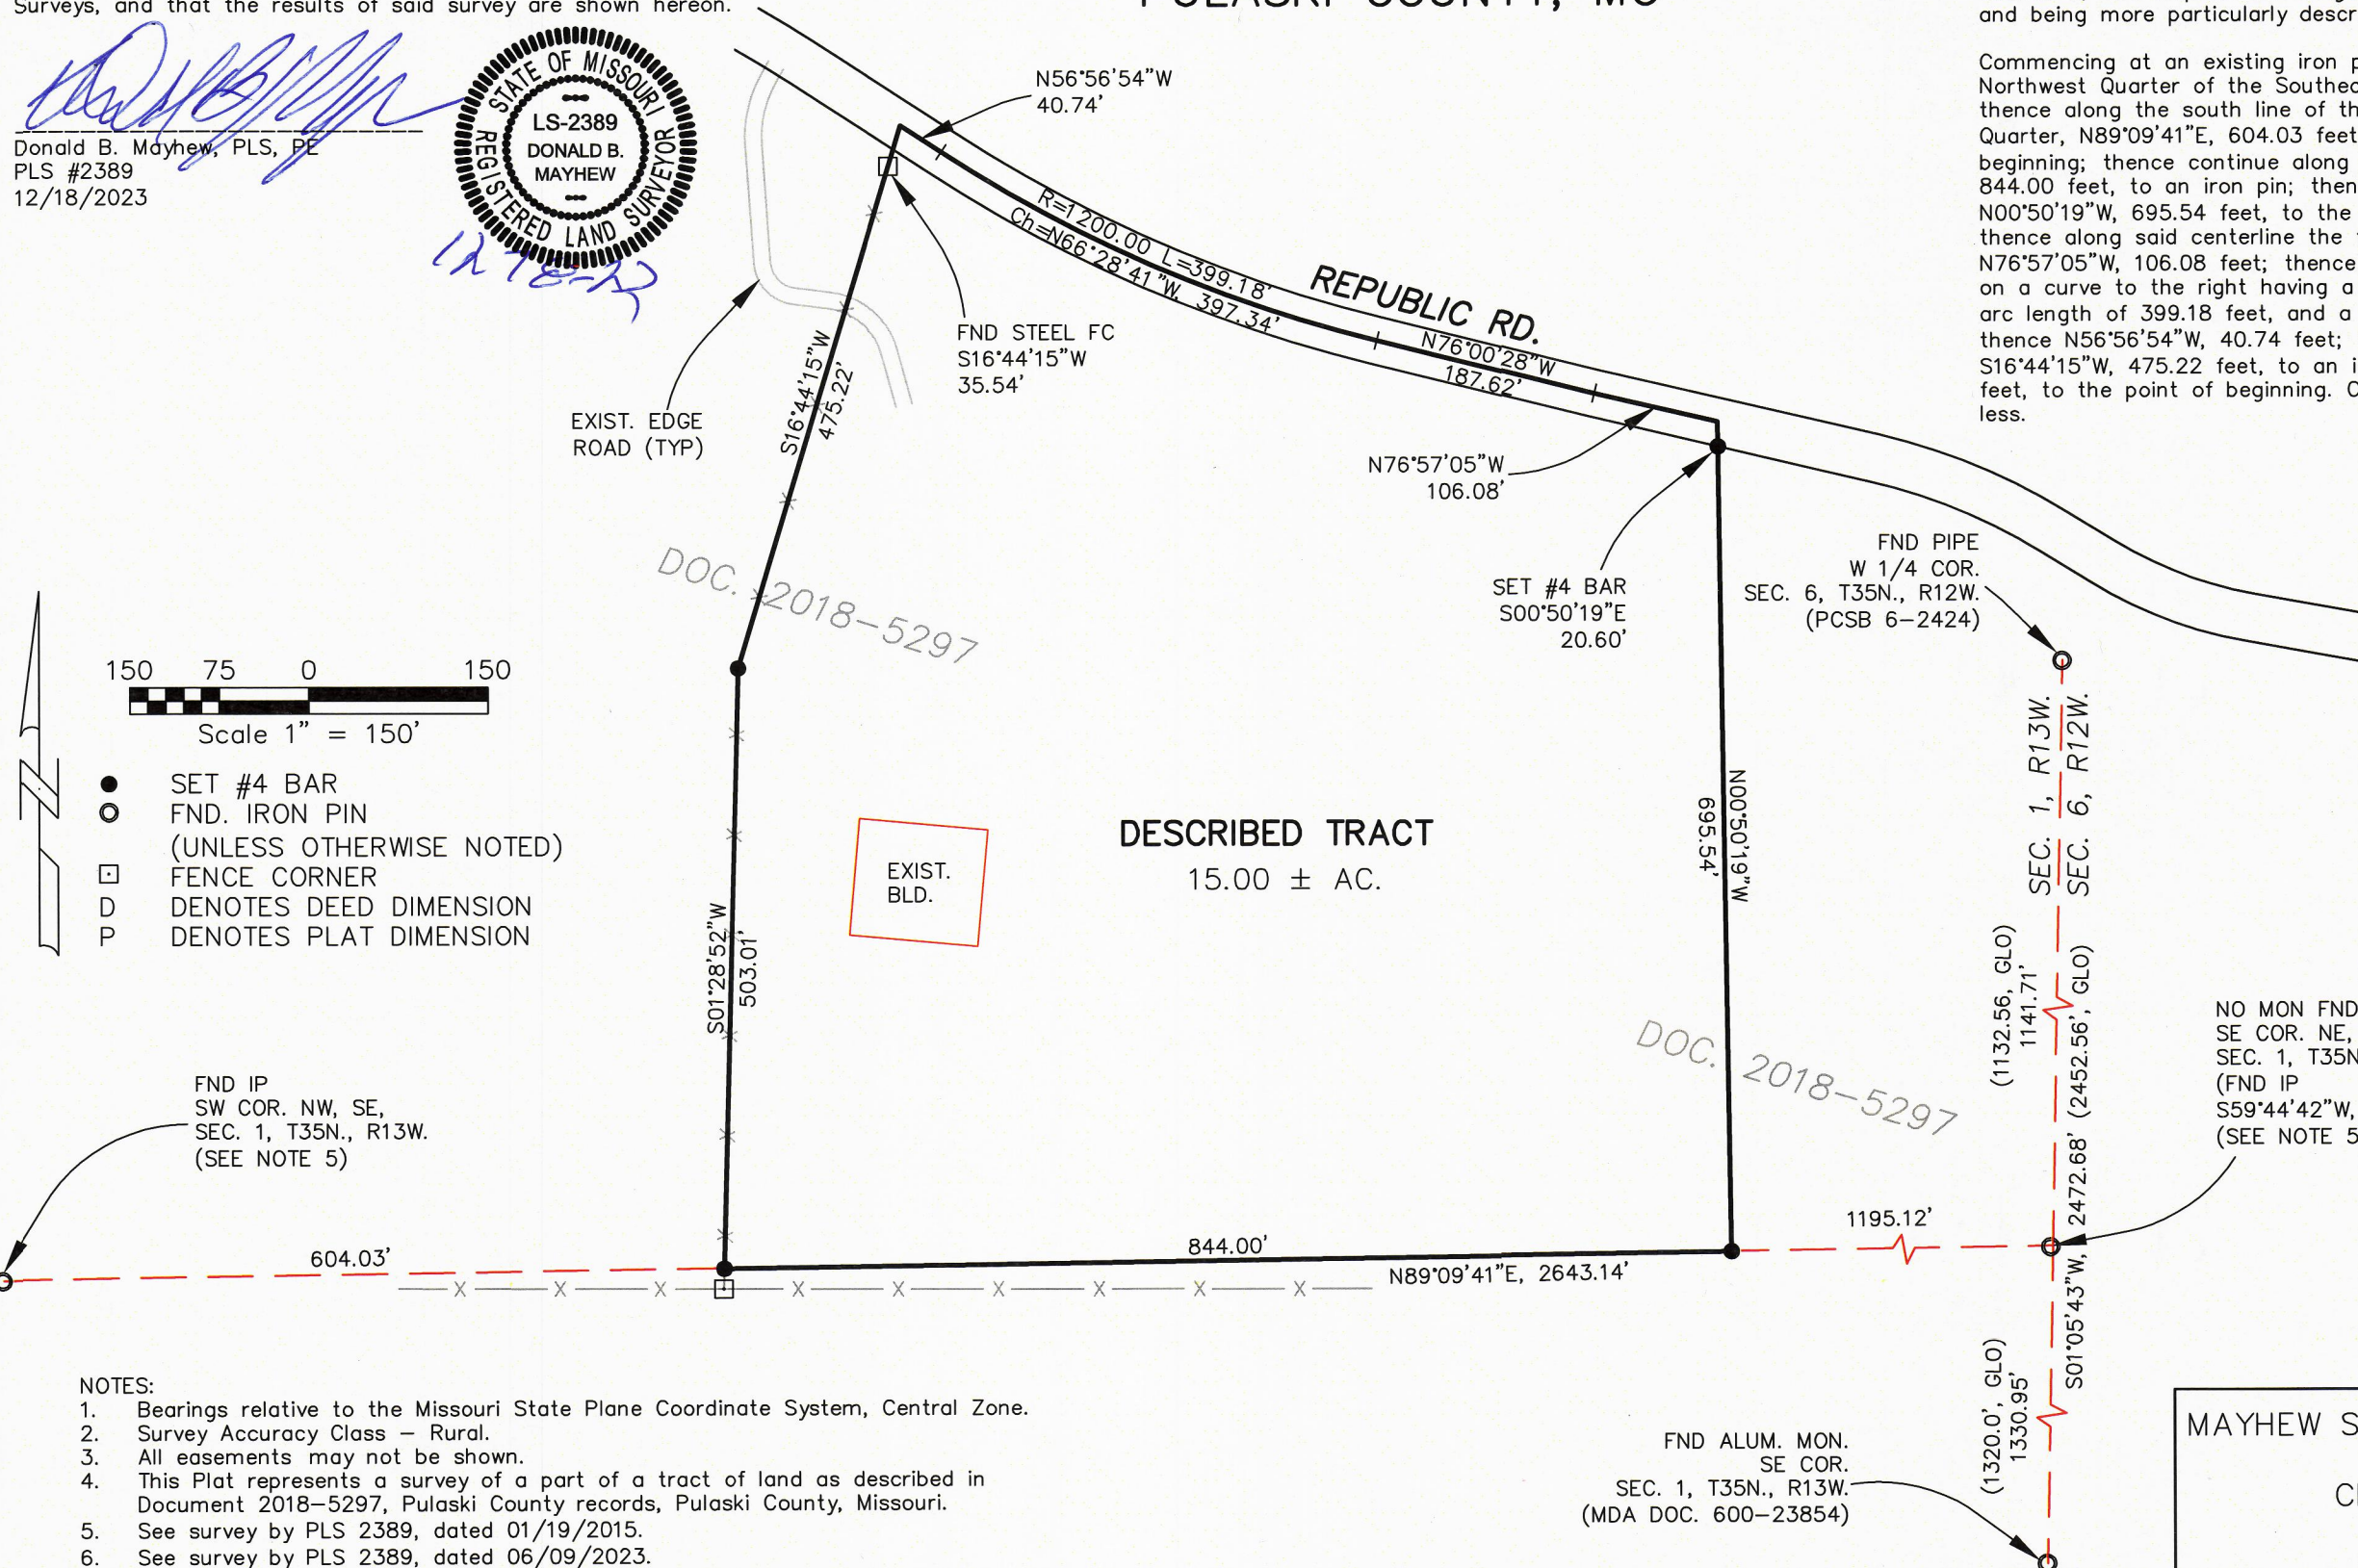 Surveys, and that the results of said survey are shown hereon.
PULASKI COUNTY, MO
Donald B. Mayhew, PLS, PE
PLS #2389
12/18/2023
STATE OF MISSOURI
REGISTERED LAND SURVEYOR
LS-2389
DONALD B.
MAYHEW
and being more particularly descr
Commencing at an existing iron p
Northwest Quarter of the Southea
thence along the south line of th
Quarter, N89°09'41"E, 604.03 feet
beginning; thence continue along
844.00 feet, to an iron pin; then
N00°50'19"W, 695.54 feet, to the
thence along said centerline the
N76°57'05"W, 106.08 feet; thence
on a curve to the right having a
arc length of 399.18 feet, and a
thence N56°56'54"W, 40.74 feet;
S16°44'15"W, 475.22 feet, to an i
feet, to the point of beginning. C
less.
N56°56'54"W
40.74'
R=1200.00 L=399.18'
Ch=N66°28'41"W, 397.34'
REPUBLIC RD.
N76°00'28"W
187.62'
FND STEEL FC
S16°44'15"W
35.54'
S16°44'15"W
475.22'
EXIST. EDGE
ROAD (TYP)
N76°57'05"W
106.08'
SET #4 BAR
S00°50'19"E
20.60'
FND PIPE
W 1/4 COR.
SEC. 6, T35N., R12W.
(PCSB 6-2424)
DOC. 2018-5297
150 75 0 150
Scale 1" = 150'
N
SET #4 BAR
FND. IRON PIN
(UNLESS OTHERWISE NOTED)
FENCE CORNER
D DENOTES DEED DIMENSION
P DENOTES PLAT DIMENSION
EXIST.
BLD.
DESCRIBED TRACT
15.00 ± AC.
N00°50'19"W
695.54'
SEC. 1, R13W.
SEC. 6, R12W.
S01°28'52"W
503.01'
(1132.56, GLO)
1141.71'
S01°05'43"W, 2472.68' (2452.56', GLO)
DOC. 2018-5297
NO MON FND
SE COR. NE,
SEC. 1, T35N
(FND IP
S59°44'42"W,
(SEE NOTE 5
FND IP
SW COR. NW, SE,
SEC. 1, T35N., R13W.
(SEE NOTE 5)
604.03'
844.00'
N89°09'41"E, 2643.14'
1195.12'
(1320.0', GLO)
1330.95'
FND ALUM. MON.
SE COR.
SEC. 1, T35N., R13W.
(MDA DOC. 600-23854)
MAYHEW S
NOTES:
1. Bearings relative to the Missouri State Plane Coordinate System, Central Zone.
2. Survey Accuracy Class – Rural.
3. All easements may not be shown.
4. This Plat represents a survey of a part of a tract of land as described in
Document 2018-5297, Pulaski County records, Pulaski County, Missouri.
5. See survey by PLS 2389, dated 01/19/2015.
6. See survey by PLS 2389, dated 06/09/2023.